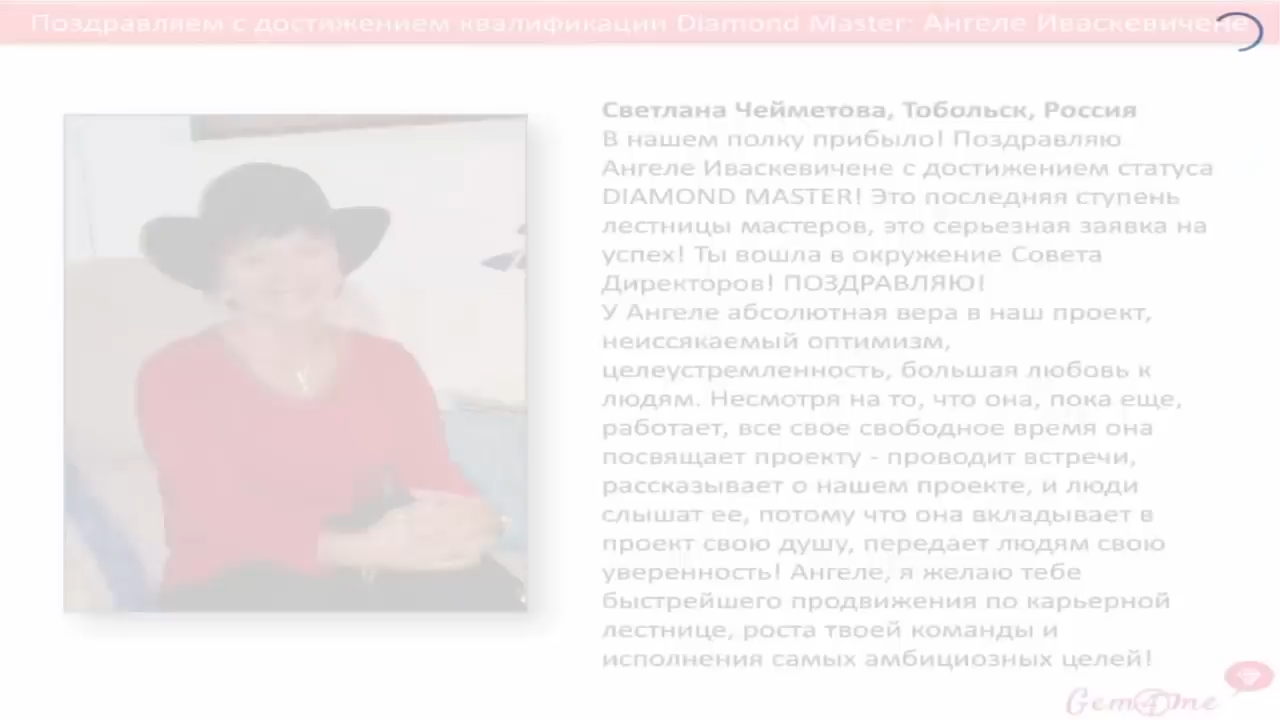 Поздравляем с достижением квалификации Diamond Master: Ангеле Иваскевичене
Светлана Чейметова, Тобольск, Россия
В нашем полку прибыло! Поздравляю
Ангеле Иваскевичене с достижением статуса
DIAMOND MASTER! Это последняя ступень
лестницы мастеров, это серьезная заявка на
успех! Ты вошла в окружение Совета
Директоров! ПОЗДРАВЛЯЮ!
У Ангеле абсолютная вера в наш проект,
неиссякаемый оптимизм,
целеустремленность, большая любовь к
людям. Несмотря на то, что она, пока еще,
работает, все свое свободное время она
посвящает проекту - проводит встречи,
рассказывает о нашем проекте, и люди
слышат ее, потому что она вкладывает в
проект свою душу, передает людям свою
уверенность! Ангеле, я желаю тебе
быстрейшего продвижения по карьерной
лестнице, роста твоей команды и
исполнения самых амбициозных целей!
Gem4me